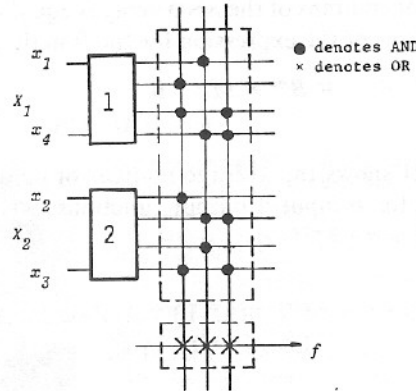 ● denotes AND
× denotes OR
x1
X1
1
x4
x2
X2
2
x3
f